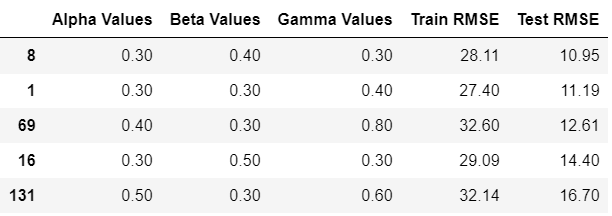 Alpha Values Beta Values Gamma Values Train RMSE Test RMSE
8 0.30 0.40 0.30 28.11 10.95
1 0.30 0.30 0.40 27.40 11.19
69 0.40 0.30 0.80 32.60 12.61
16 0.30 0.50 0.30 29.09 14.40
131 0.50 0.30 0.60 32.14 16.70